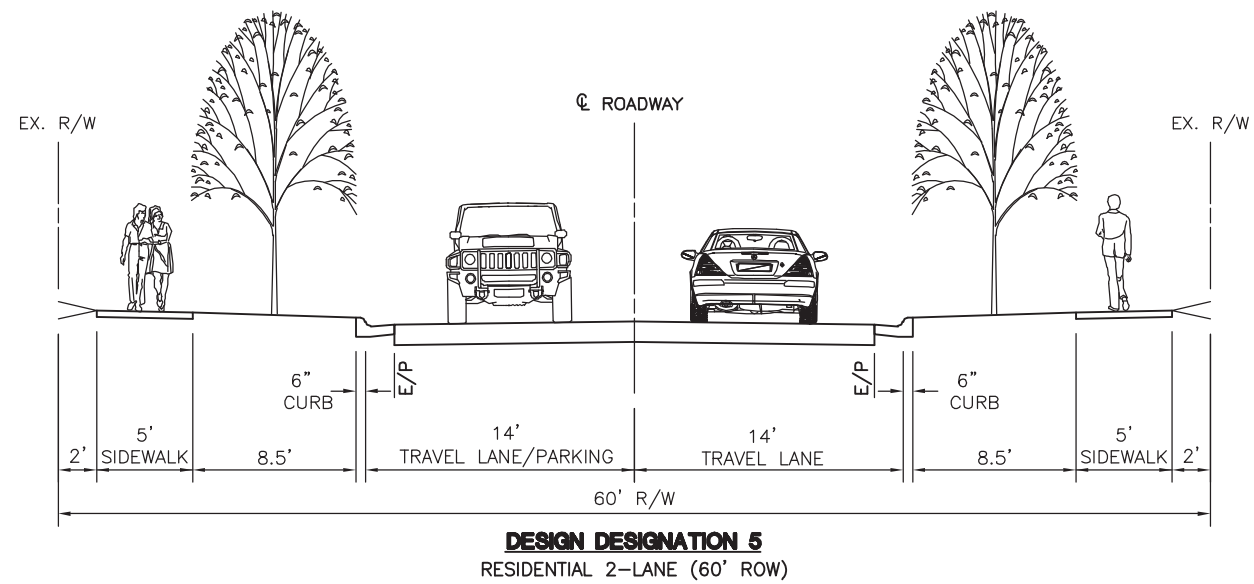 ℄ ROADWAY
EX. R/W
EX. R/W
E/P
E/P
6”
CURB
6”
CURB
2'
5'
SIDEWALK
8.5'
14'
TRAVEL LANE/PARKING
14'
TRAVEL LANE
8.5'
5'
SIDEWALK
2'
60' R/W
DESIGN DESIGNATION 5
RESIDENTIAL 2-LANE (60' ROW)